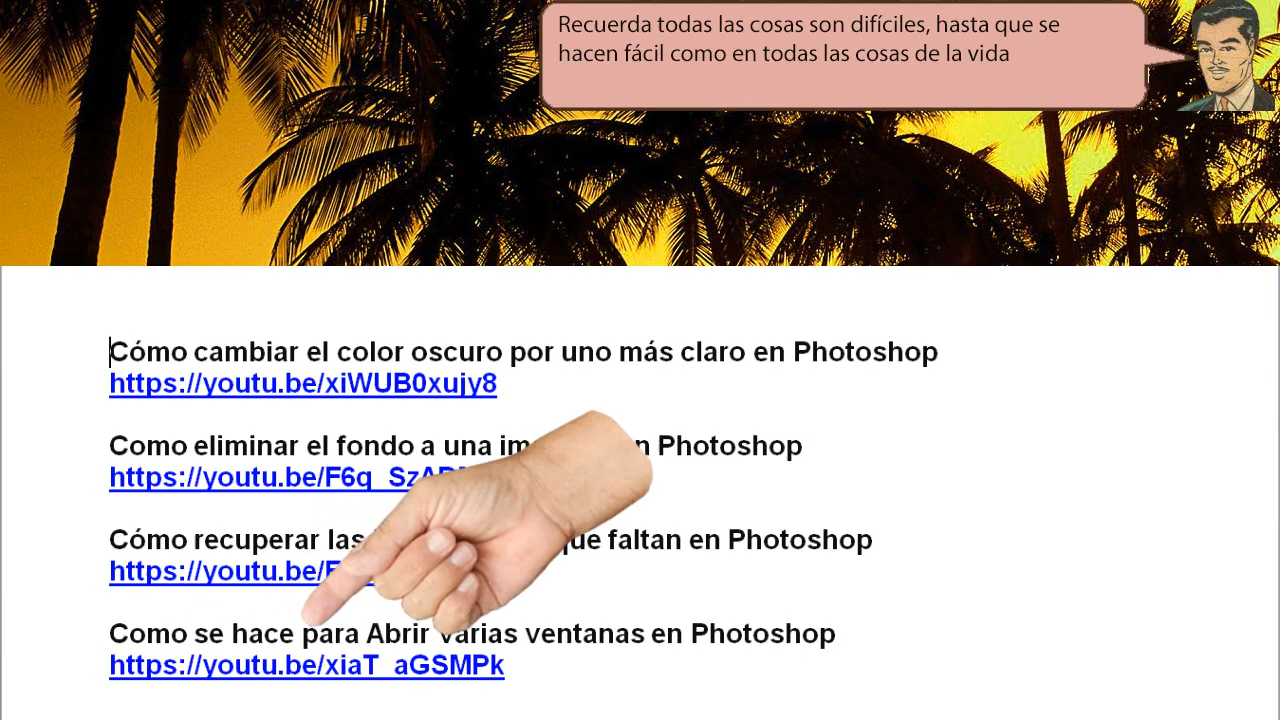 Recuerda todas las cosas son difíciles, hasta que se
hacen fácil como en todas las cosas de la vida
Cómo cambiar el color oscuro por uno más claro en Photoshop
https://youtu.be/xiWUB0xujy8
Como eliminar el fondo a una en Photoshop
https://youtu.be/F6q_SzA
Cómo recuperar las que faltan en Photoshop
https://youtu.be/
Como se hace para Abrir varias ventanas en Photoshop
https://youtu.be/xiaT_aGSMPk